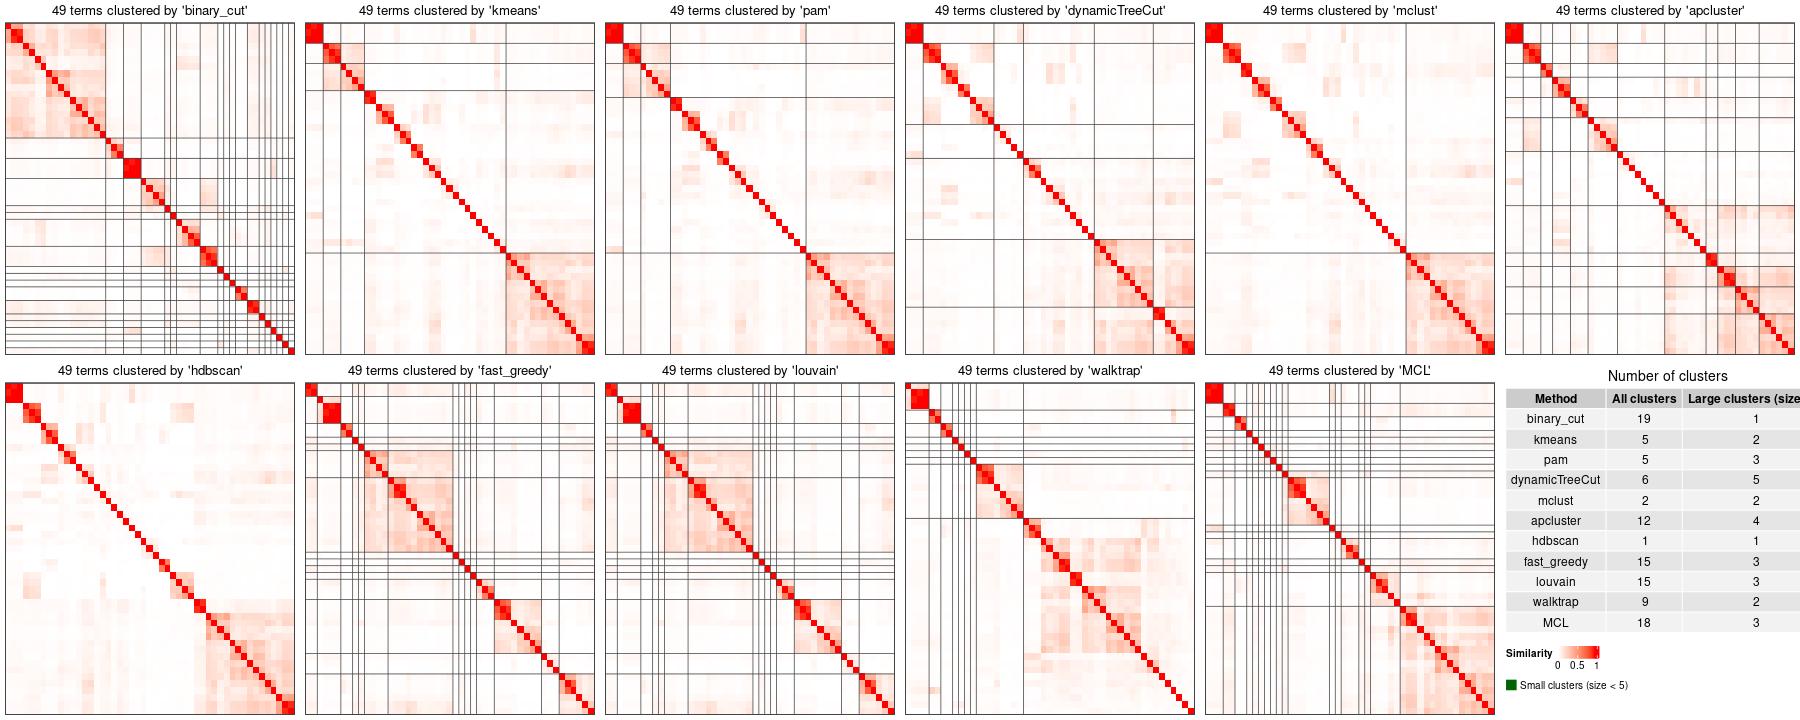 49 terms clustered by 'binary_cut'
49 terms clustered by 'kmeans'
49 terms clustered by 'pam'
49 terms clustered by 'dynamicTreeCut'
49 terms clustered by 'mclust'
49 terms clustered by 'apcluster'
49 terms clustered by 'hdbscan'
49 terms clustered by 'fast_greedy'
49 terms clustered by 'louvain'
49 terms clustered by 'walktrap'
49 terms clustered by 'MCL'
Number of clusters
Method All clusters Large clusters (size
binary_cut 19 1
kmeans 5 2
pam 5 3
dynamicTreeCut 6 5
mclust 2 2
apcluster 12 4
hdbscan 1 1
fast_greedy 15 3
louvain 15 3
walktrap 9 2
MCL 18 3
Similarity
0 0.5 1
Small clusters (size < 5)